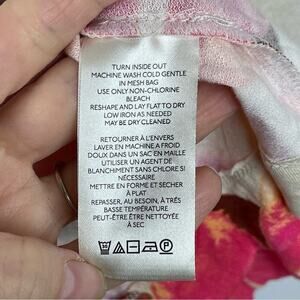 TURN INSIDE OUT
MACHINE WASH COLD GENTLE
IN MESH BAG
USE ONLY NON-CHLORINE
BLEACH
RESHAPE AND LAY FLAT TO DRY
LOW IRON AS NEEDED
MAY BE DRY CLEANED
RETOURNER À L'ENVERS
LAVER EN MACHINE A FROID
DOUX DANS UN SAC EN MAILLE
UTILISER UN AGENT DE
BLANCHIMENT SANS CHLORE SI
NÉCESSAIRE
METTRE EN FORME ET SÉCHER
À PLAT
REPASSER, AU BESOIN, À TRÈS
BASSE TEMPÉRATURE
PEUT-ÊTRE ÊTRE NETTOYÉE
À SEC